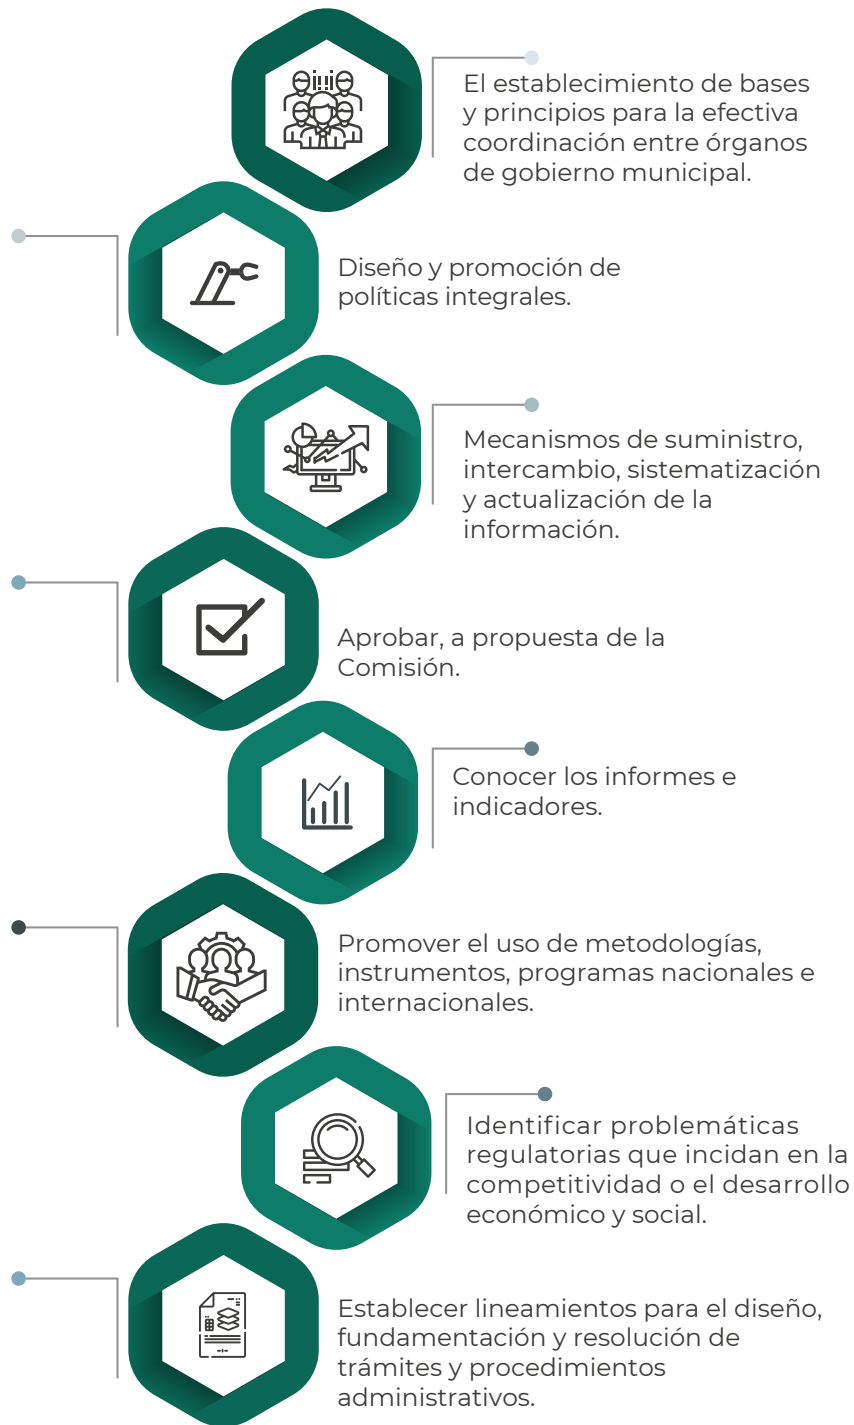 El establecimiento de bases
y principios para la efectiva
coordinación entre órganos
de gobierno municipal.
Diseño y promoción de
políticas integrales.
Mecanismos de suministro,
intercambio, sistematización
y actualización de la
información.
Aprobar, a propuesta de la
Comisión.
Conocer los informes e
indicadores.
Promover el uso de metodologías,
instrumentos, programas nacionales e
internacionales.
Identificar problemáticas
regulatorias que incidan en la
competitividad o el desarrollo
económico y social.
Establecer lineamientos para el diseño,
fundamentación y resolución de
trámites y procedimientos
administrativos.